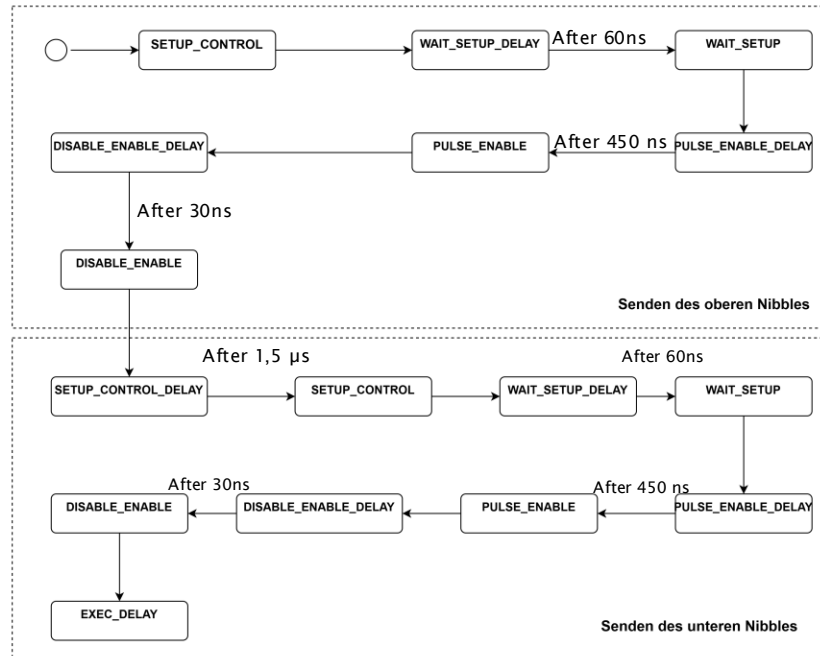 SETUP_CONTROL
WAIT_SETUP_DELAY
After 60ns
WAIT_SETUP
DISABLE_ENABLE_DELAY
PULSE_ENABLE
After 450 ns
PULSE_ENABLE_DELAY
After 30ns
DISABLE_ENABLE
Senden des oberen Nibbles
After 1,5 µs
After 60ns
SETUP_CONTROL_DELAY
SETUP_CONTROL
WAIT_SETUP_DELAY
WAIT_SETUP
After 30ns
After 450 ns
DISABLE_ENABLE
DISABLE_ENABLE_DELAY
PULSE_ENABLE
PULSE_ENABLE_DELAY
EXEC_DELAY
Senden des unteren Nibbles